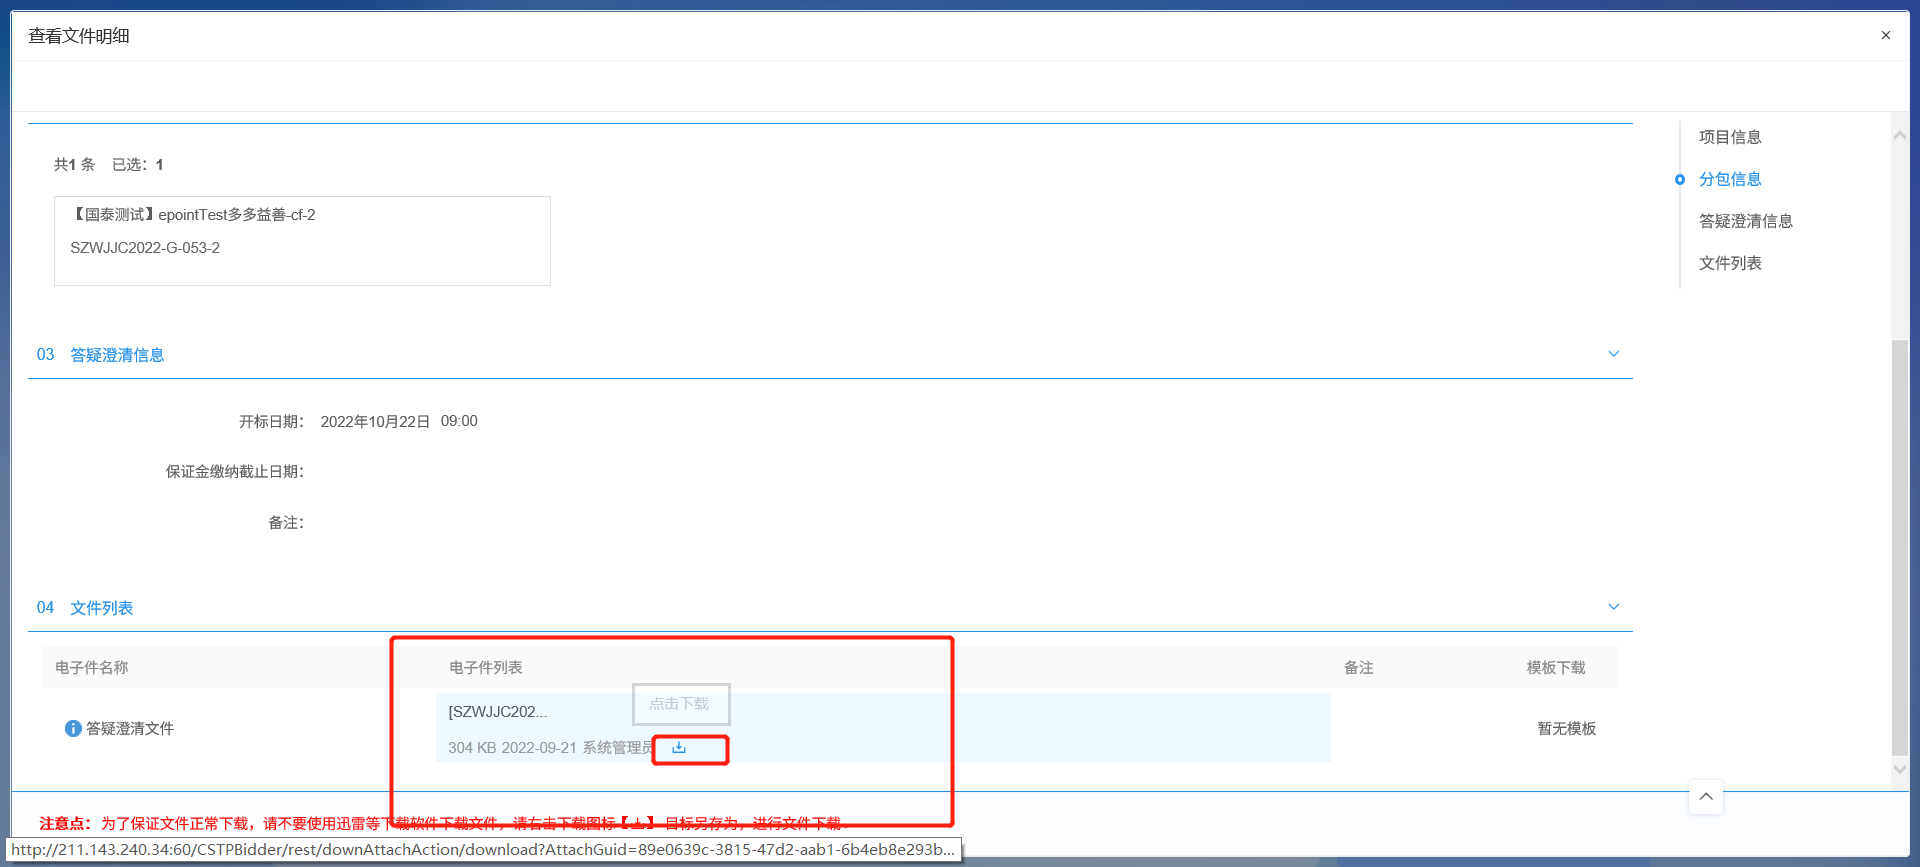 查看文件明细
×
共1 条 已选：1
【国泰测试】epointTest多多益善-cf-2
SZWJJC2022-G-053-2
项目信息
分包信息
答疑澄清信息
文件列表
03 答疑澄清信息
开标日期： 2022年10月22日 09:00
保证金缴纳截止日期：
备注：
04 文件列表
电子件名称 电子件列表 备注 模板下载
点击下载
[SZWJJC202...
答疑澄清文件 暂无模板
304 KB 2022-09-21 系统管理员
注意点：为了保证文件正常下载，请不要使用迅雷等下载软件下载文件，请右击下载图标【】 目标另存为，进行文件下载.
http://211.143.240.34:60/CSTPBidder/rest/downAttachAction/download?AttachGuid=89e0639c-3815-47d2-aab1-6b4eb8e293b...